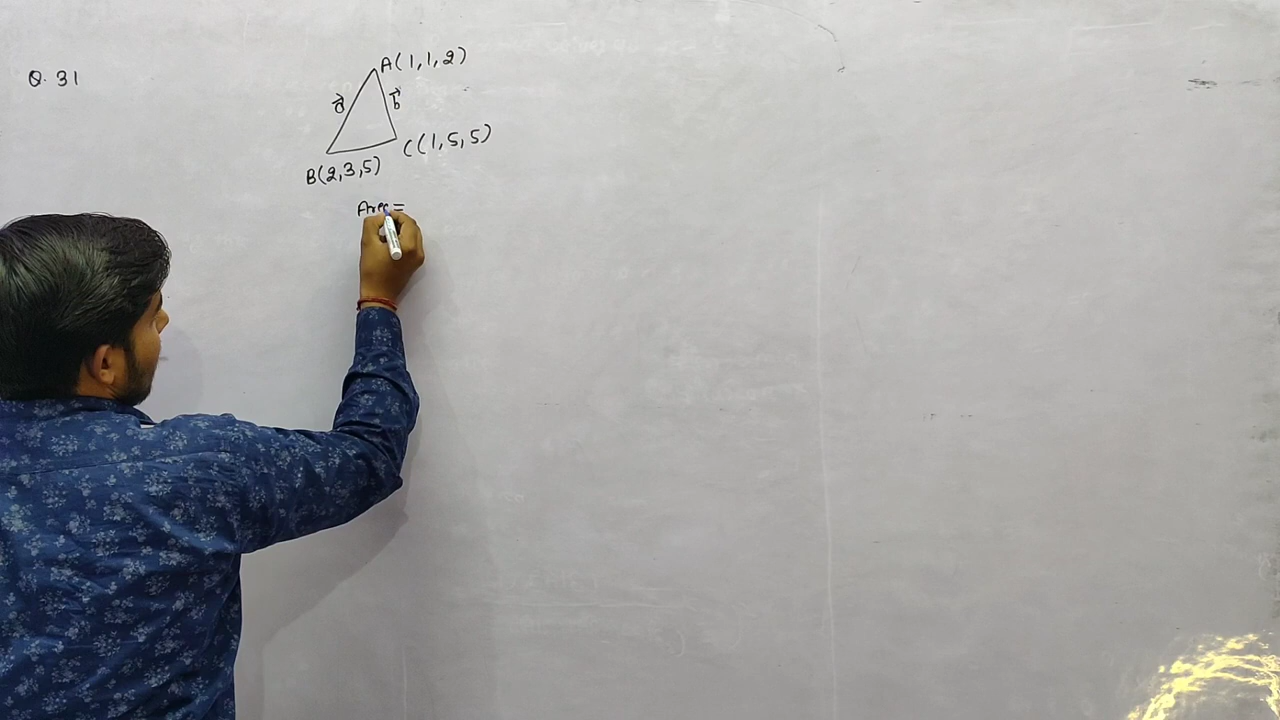 Q. 31
A(1,1,2)
a⃗
b⃗
C(1,5,5)
B(2,3,5)
Area =